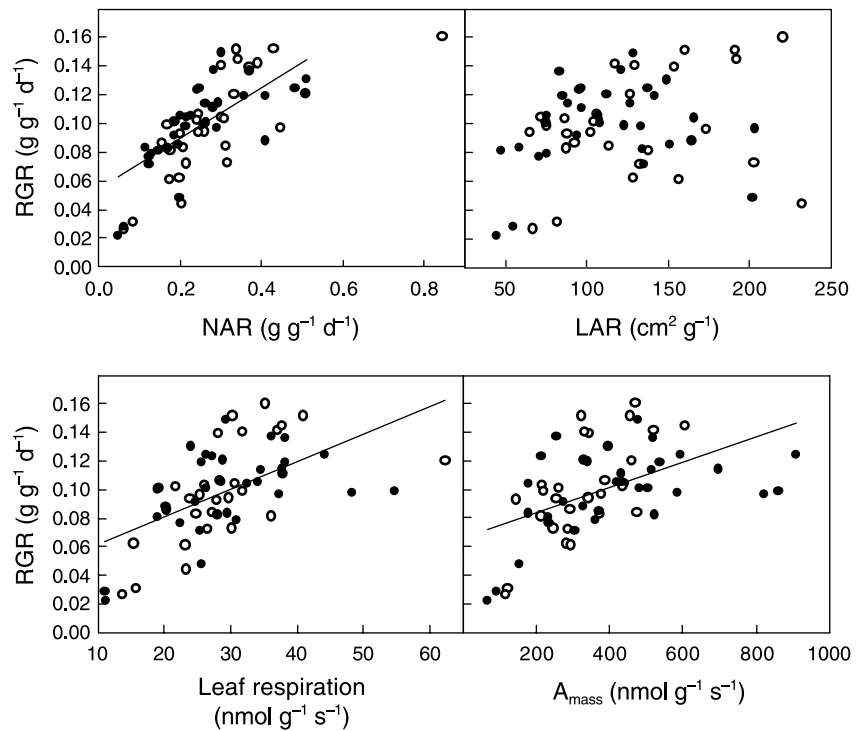 RGR (g g⁻¹ d⁻¹)
0.16
0.14
0.12
0.10
0.08
0.06
0.04
0.02
0.00
0.0 0.2 0.4 0.6 0.8
NAR (g g⁻¹ d⁻¹)
50 100 150 200 250
LAR (cm² g⁻¹)
RGR (g g⁻¹ d⁻¹)
0.16
0.14
0.12
0.10
0.08
0.06
0.04
0.02
0.00
10 20 30 40 50 60
Leaf respiration
(nmol g⁻¹ s⁻¹)
200 400 600 800 1000
A_mass (nmol g⁻¹ s⁻¹)